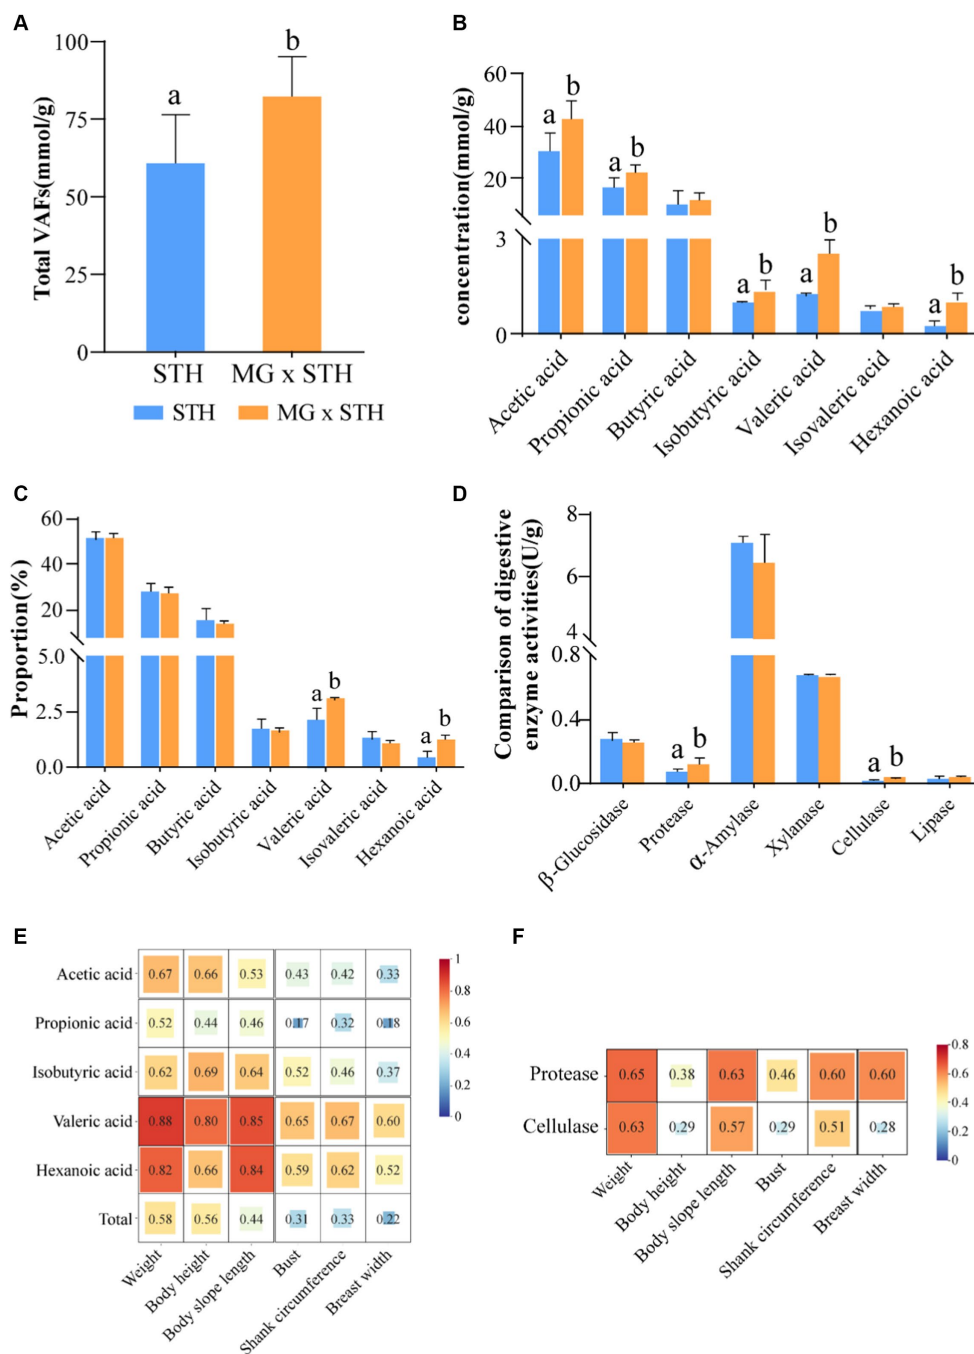 A
Total VAFs(mmol/g)
100
75
50
25
0
a
b
STH
MG x STH
STH
MG x STH
B
concentration(mmol/g)
60
40
20
3
0
a b
a b
a b
a b
a b
Acetic acid
Propionic acid
Butyric acid
Isobutyric acid
Valeric acid
Isovaleric acid
Hexanoic acid
C
Proportion(%)
60
40
20
5.0
2.5
0.0
a b
a b
Acetic acid
Propionic acid
Butyric acid
Isobutyric acid
Valeric acid
Isovaleric acid
Hexanoic acid
D
Comparison of digestive
enzyme activities(U/g)
8
6
4
0.8
0.4
0.0
a b
a b
β-Glucosidase
Protease
α-Amylase
Xylanase
Cellulase
Lipase
E
Acetic acid 0.67 0.66 0.53 0.43 0.42 0.33
Propionic acid 0.52 0.44 0.46 0.17 0.32 0.18
Isobutyric acid 0.62 0.69 0.64 0.52 0.46 0.37
Valeric acid 0.88 0.80 0.85 0.65 0.67 0.60
Hexanoic acid 0.82 0.66 0.84 0.59 0.62 0.52
Total 0.58 0.56 0.44 0.31 0.33 0.22
Weight
Body height
Body slope length
Bust
Shank circumference
Breast width
1
0.8
0.6
0.4
0.2
0
F
Protease 0.65 0.38 0.63 0.46 0.60 0.60
Cellulase 0.63 0.29 0.57 0.29 0.51 0.28
Weight
Body height
Body slope length
Bust
Shank circumference
Breast width
0.8
0.6
0.4
0.2
0